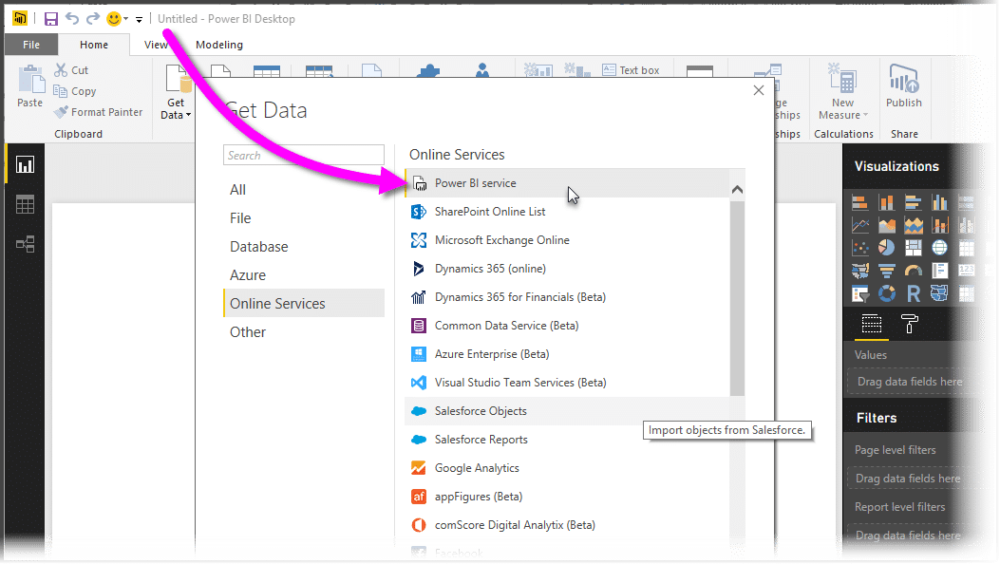 Untitled - Power BI Desktop
File
Home
View
Modeling
Paste
Cut
Copy
Format Painter
Clipboard
Get
Data
Text box
ge
ships
ships
New
Measure
Calculations
Publish
Share
Get Data
Search
All
File
Database
Azure
Online Services
Other
Online Services
Power BI service
SharePoint Online List
Microsoft Exchange Online
Dynamics 365 (online)
Dynamics 365 for Financials (Beta)
Common Data Service (Beta)
Azure Enterprise (Beta)
Visual Studio Team Services (Beta)
Salesforce Objects
Import objects from Salesforce.
Salesforce Reports
Google Analytics
appFigures (Beta)
comScore Digital Analytix (Beta)
Facebook
Visualizations
Values
Drag data fields here
Filters
Page level filters
Drag data fields here
Report level filters
Drag data fields here